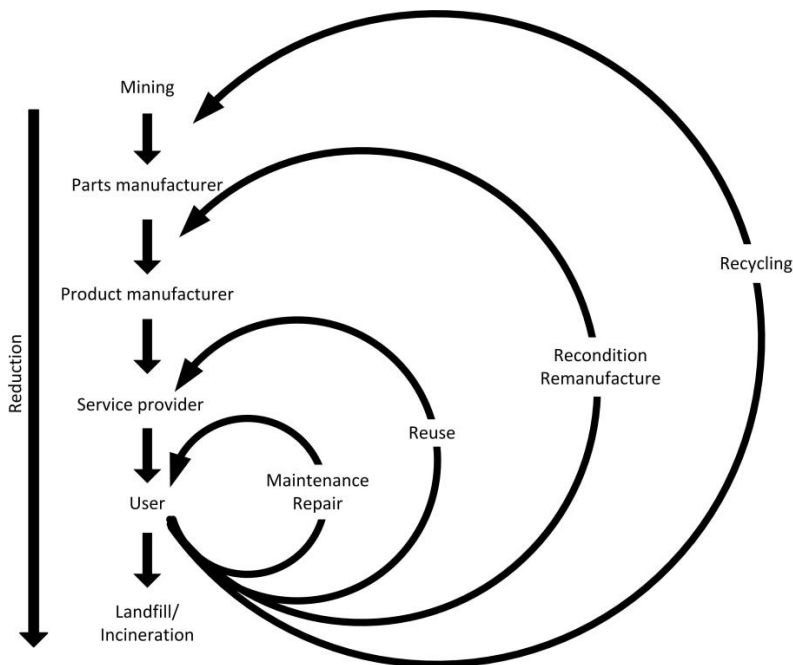 Mining
Parts manufacturer
Product manufacturer
Service provider
User
Landfill/
Incineration
Reduction
Maintenance
Repair
Reuse
Recondition
Remanufacture
Recycling